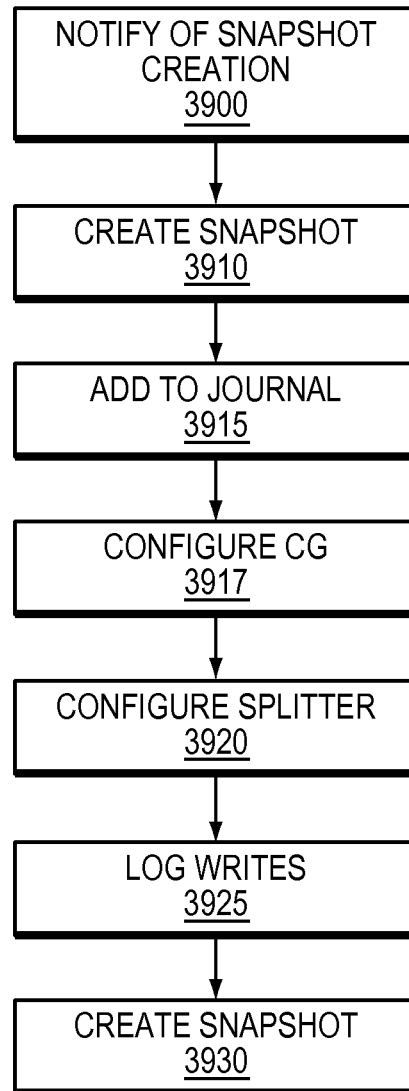 NOTIFY OF SNAPSHOT
CREATION
3900
CREATE SNAPSHOT
3910
ADD TO JOURNAL
3915
CONFIGURE CG
3917
CONFIGURE SPLITTER
3920
LOG WRITES
3925
CREATE SNAPSHOT
3930